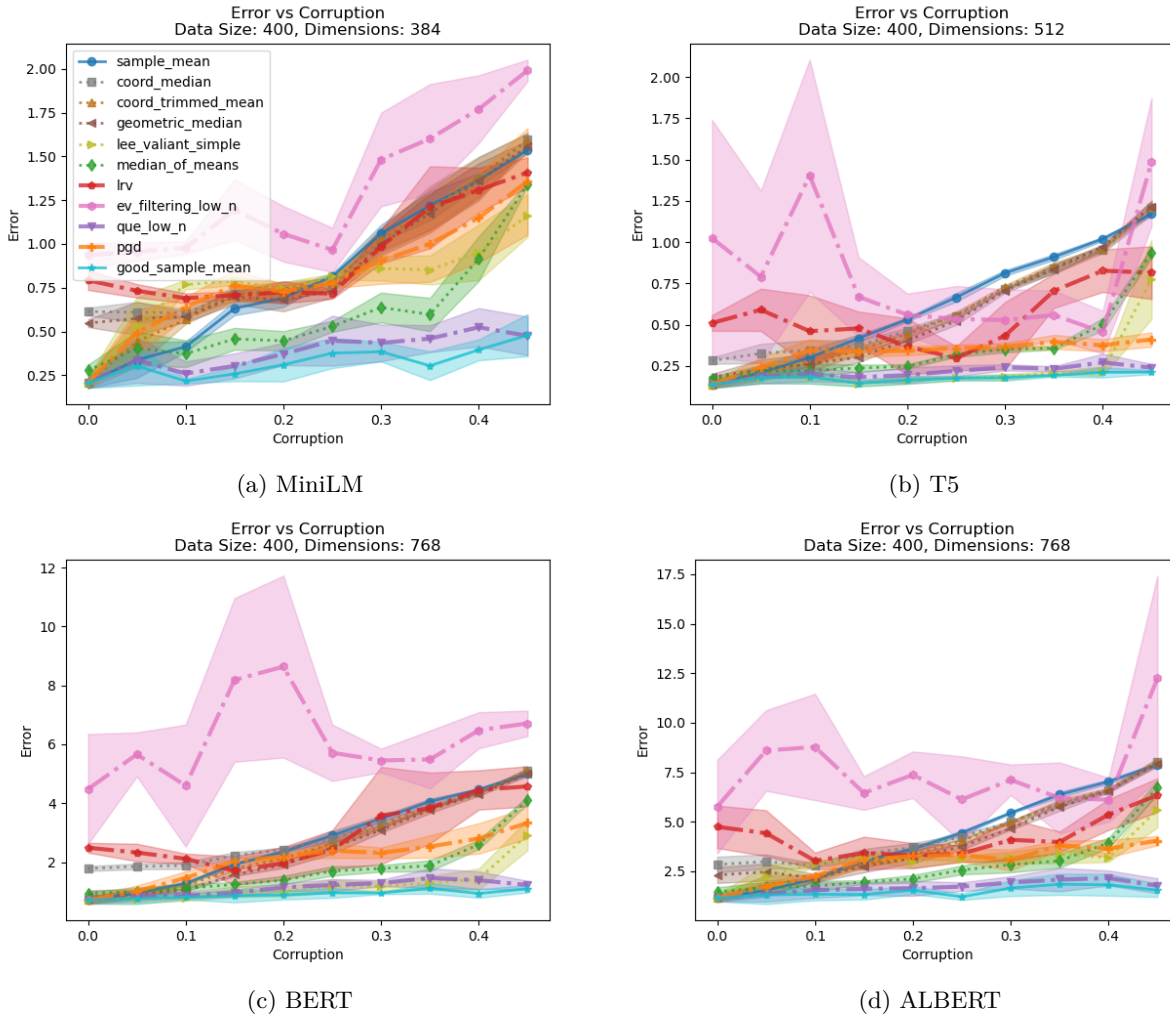 Error vs Corruption
Data Size: 400, Dimensions: 384
2.00
1.75
1.50
1.25
1.00
0.75
0.50
0.25
Error
sample_mean
coord_median
coord_trimmed_mean
geometric_median
lee_valiant_simple
median_of_means
lrv
ev_filtering_low_n
que_low_n
pgd
good_sample_mean
0.0 0.1 0.2 0.3 0.4
Corruption
(a) MiniLM
Error vs Corruption
Data Size: 400, Dimensions: 512
2.00
1.75
1.50
1.25
1.00
0.75
0.50
0.25
Error
0.0 0.1 0.2 0.3 0.4
Corruption
(b) T5
Error vs Corruption
Data Size: 400, Dimensions: 768
12
10
8
6
4
2
Error
0.0 0.1 0.2 0.3 0.4
Corruption
(c) BERT
Error vs Corruption
Data Size: 400, Dimensions: 768
17.5
15.0
12.5
10.0
7.5
5.0
2.5
Error
0.0 0.1 0.2 0.3 0.4
Corruption
(d) ALBERT